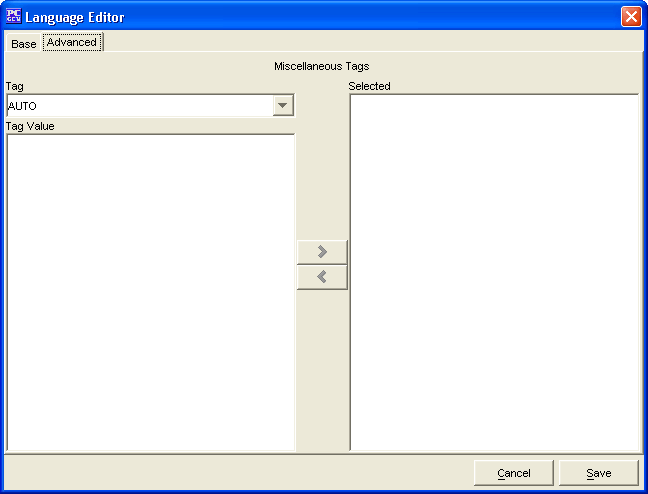 PC GEN Language Editor
Base Advanced
Miscellaneous Tags
Tag Selected
AUTO
Tag Value
Cancel Save